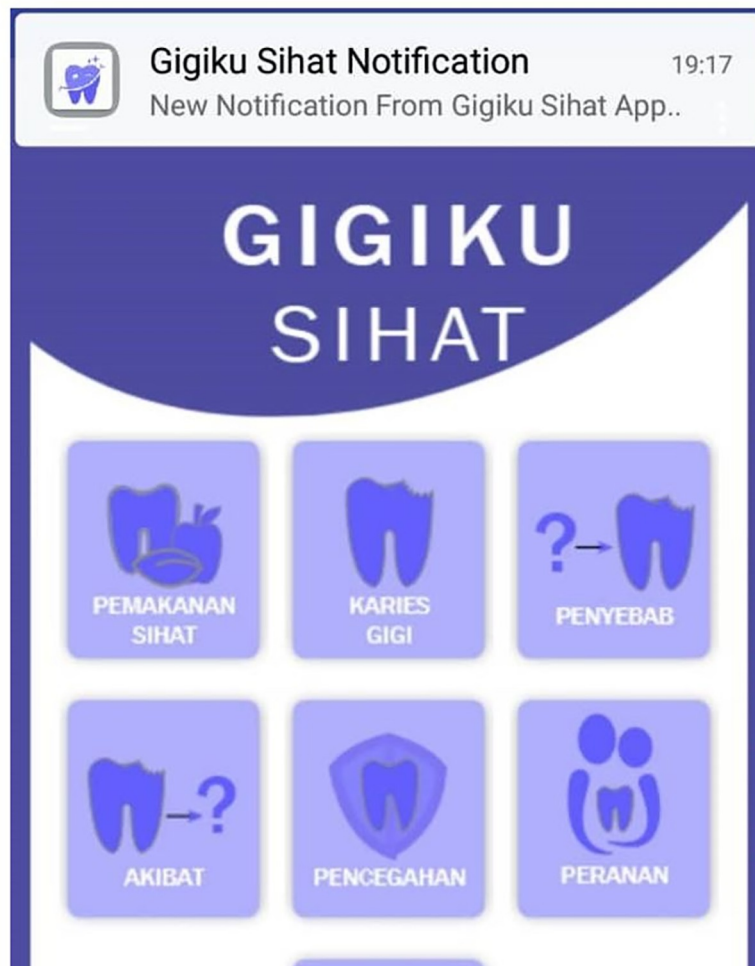 Gigiku Sihat Notification 19:17
New Notification From Gigiku Sihat App..
GIGIKU
SIHAT
PEMAKANAN
SIHAT
KARIES
GIGI
?
PENYEBAB
?
AKIBAT
PENCEGAHAN
PERANAN